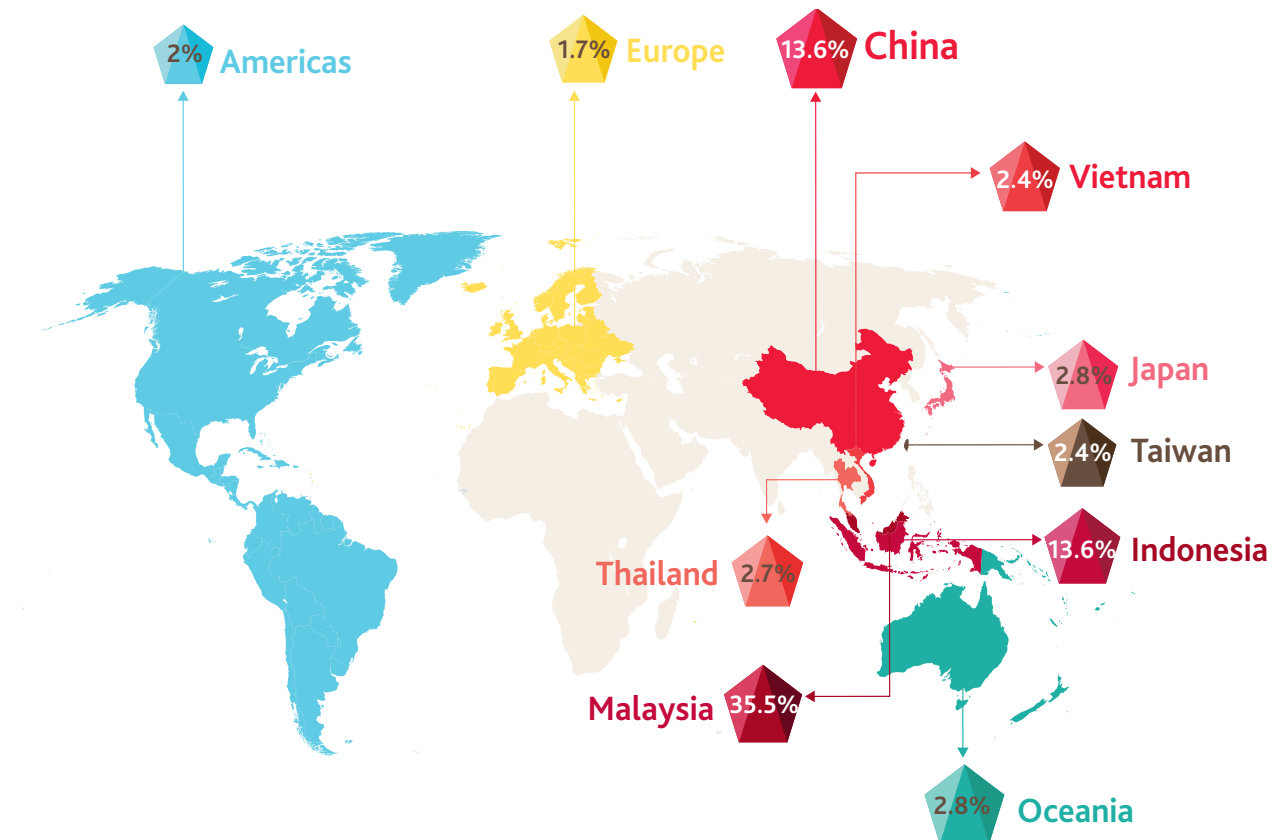 2% Americas
1.7% Europe
13.6% China
2.4% Vietnam
2.8% Japan
2.4% Taiwan
13.6% Indonesia
Thailand 2.7%
Malaysia 35.5%
2.8% Oceania